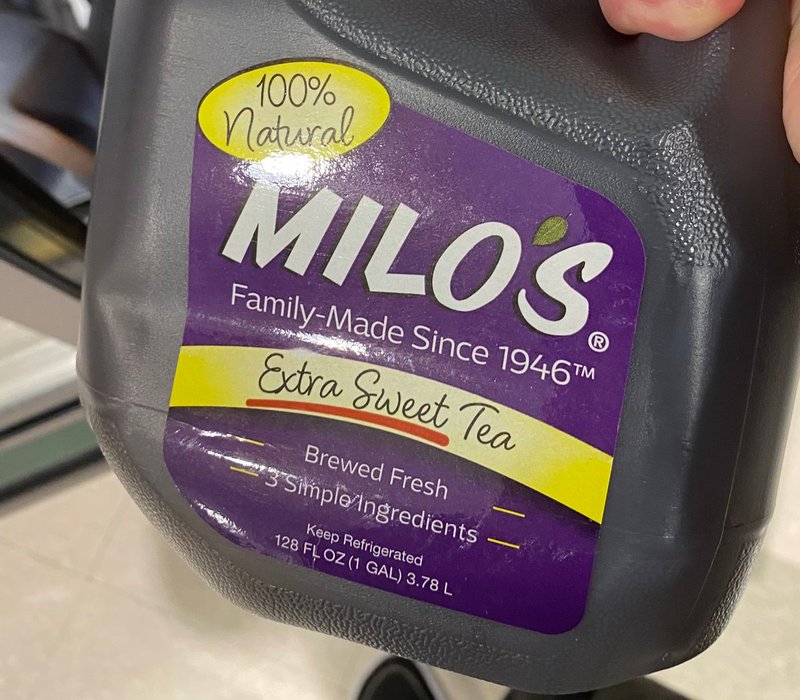 100%
Natural
MILO'S®
Family-Made Since 1946™
Extra Sweet Tea
Brewed Fresh
3 Simple Ingredients
Keep Refrigerated
128 FL OZ (1 GAL) 3.78 L